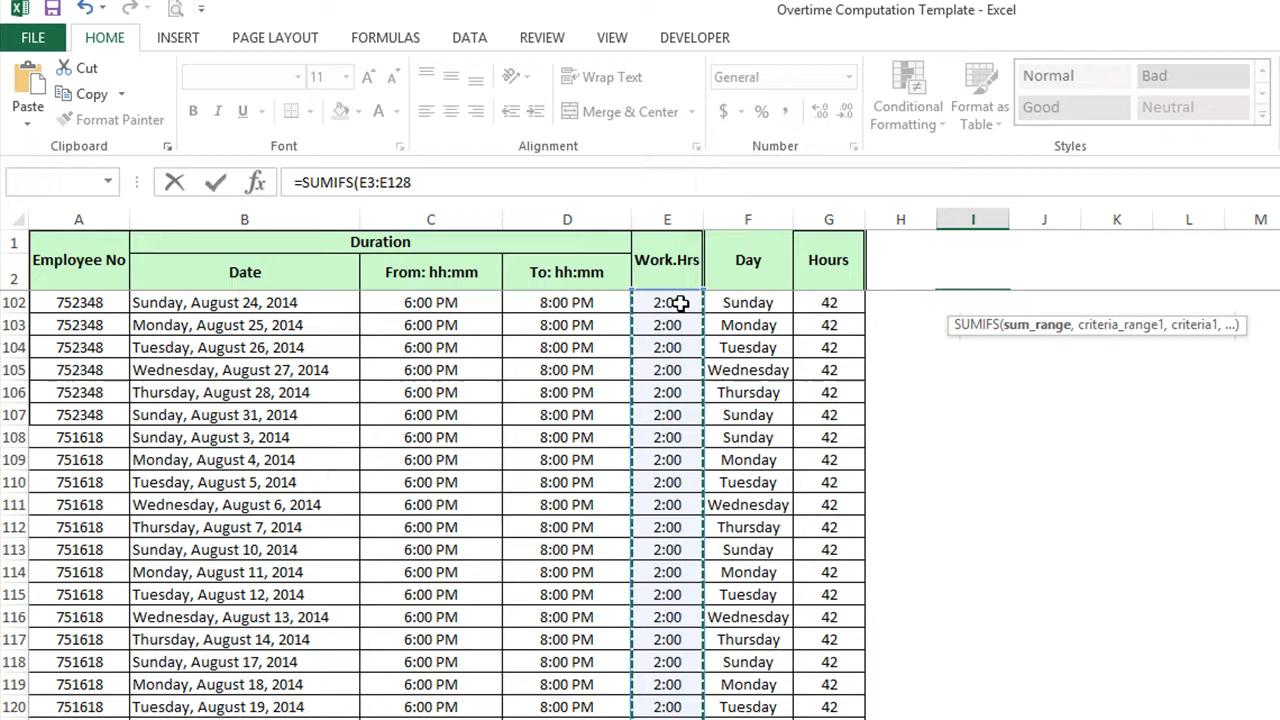 Overtime Computation Template - Excel
FILE HOME INSERT PAGE LAYOUT FORMULAS DATA REVIEW VIEW DEVELOPER
Paste Cut Copy Format Painter
11 A A Wrap Text General Conditional Formatting Format as Table Normal Bad
B I U A Merge & Center $ % , Good Neutral
Clipboard Font Alignment Number Styles
fx =SUMIFS(E3:E128
A B C D E F G H I J K L M
1 Employee No Duration Work.Hrs Day Hours
2 Date From: hh:mm To: hh:mm
102 752348 Sunday, August 24, 2014 6:00 PM 8:00 PM Sunday 42
SUMIFS(sum_range, criteria_range1, criteria1, ...)
103 752348 Monday, August 25, 2014 6:00 PM 8:00 PM 2:00 Monday 42
104 752348 Tuesday, August 26, 2014 6:00 PM 8:00 PM 2:00 Tuesday 42
105 752348 Wednesday, August 27, 2014 6:00 PM 8:00 PM 2:00 Wednesday 42
106 752348 Thursday, August 28, 2014 6:00 PM 8:00 PM 2:00 Thursday 42
107 752348 Sunday, August 31, 2014 6:00 PM 8:00 PM 2:00 Sunday 42
108 751618 Sunday, August 3, 2014 6:00 PM 8:00 PM 2:00 Sunday 42
109 751618 Monday, August 4, 2014 6:00 PM 8:00 PM 2:00 Monday 42
110 751618 Tuesday, August 5, 2014 6:00 PM 8:00 PM 2:00 Tuesday 42
111 751618 Wednesday, August 6, 2014 6:00 PM 8:00 PM 2:00 Wednesday 42
112 751618 Thursday, August 7, 2014 6:00 PM 8:00 PM 2:00 Thursday 42
113 751618 Sunday, August 10, 2014 6:00 PM 8:00 PM 2:00 Sunday 42
114 751618 Monday, August 11, 2014 6:00 PM 8:00 PM 2:00 Monday 42
115 751618 Tuesday, August 12, 2014 6:00 PM 8:00 PM 2:00 Tuesday 42
116 751618 Wednesday, August 13, 2014 6:00 PM 8:00 PM 2:00 Wednesday 42
117 751618 Thursday, August 14, 2014 6:00 PM 8:00 PM 2:00 Thursday 42
118 751618 Sunday, August 17, 2014 6:00 PM 8:00 PM 2:00 Sunday 42
119 751618 Monday, August 18, 2014 6:00 PM 8:00 PM 2:00 Monday 42
120 751618 Tuesday, August 19, 2014 6:00 PM 8:00 PM 2:00 Tuesday 42